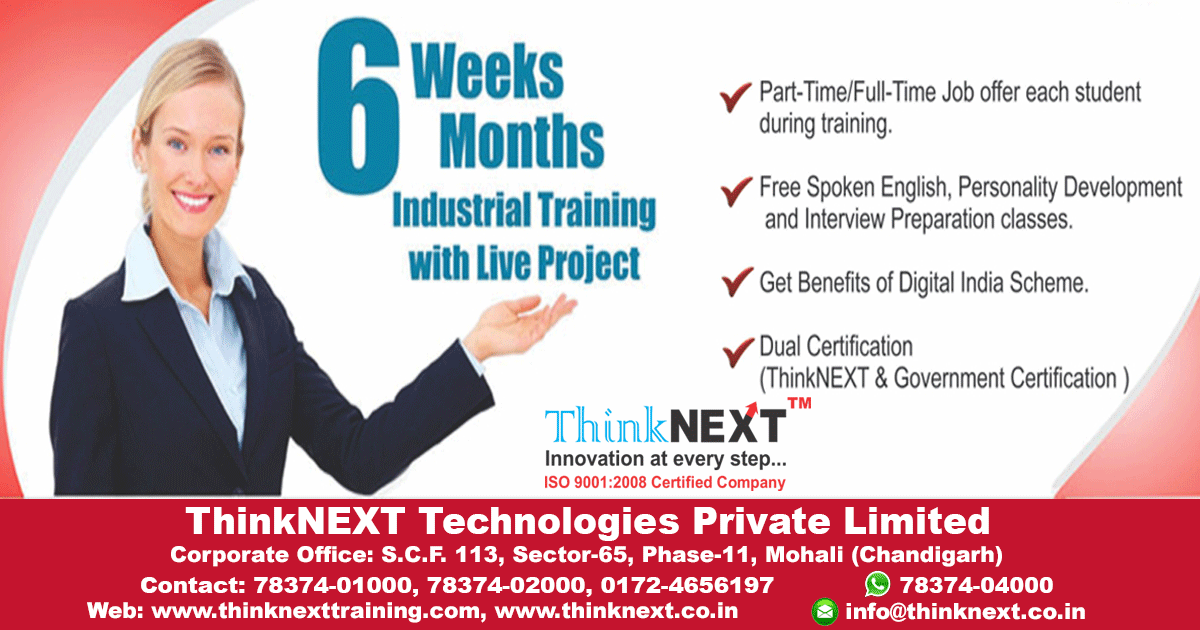 6 Weeks
Months
Industrial Training
with Live Project
Part-Time/Full-Time Job offer each student
during training.
Free Spoken English, Personality Development
and Interview Preparation classes.
Get Benefits of Digital India Scheme.
Dual Certification
(ThinkNEXT & Government Certification )
ThinkNEXT TM
Innovation at every step...
ISO 9001:2008 Certified Company
ThinkNEXT Technologies Private Limited
Corporate Office: S.C.F. 113, Sector-65, Phase-11, Mohali (Chandigarh)
Contact: 78374-01000, 78374-02000, 0172-4656197 78374-04000
Web: www.thinknexttraining.com, www.thinknext.co.in info@thinknext.co.in